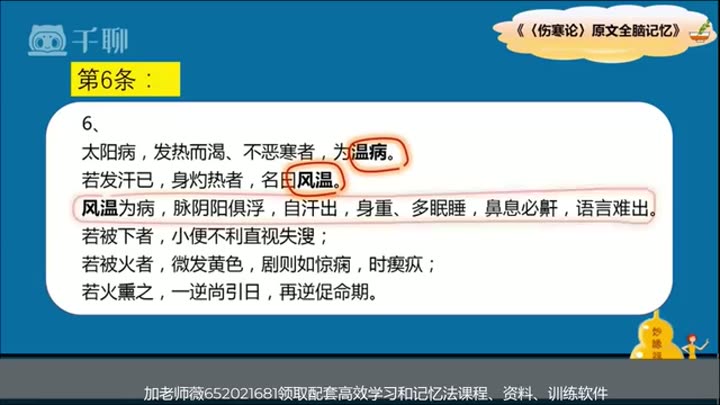 千聊
《〈伤寒论〉原文全脑记忆》
第6条：
6、
太阳病，发热而渴、不恶寒者，为温病。
若发汗已，身灼热者，名曰风温。
风温为病，脉阴阳俱浮，自汗出，身重、多眠睡，鼻息必鼾，语言难出。
若被下者，小便不利直视失溲；
若被火者，微发黄色，剧则如惊痫，时瘈疭；
若火熏之，一逆尚引日，再逆促命期。
加老师薇652021681领取配套高效学习和记忆法课程、资料、训练软件